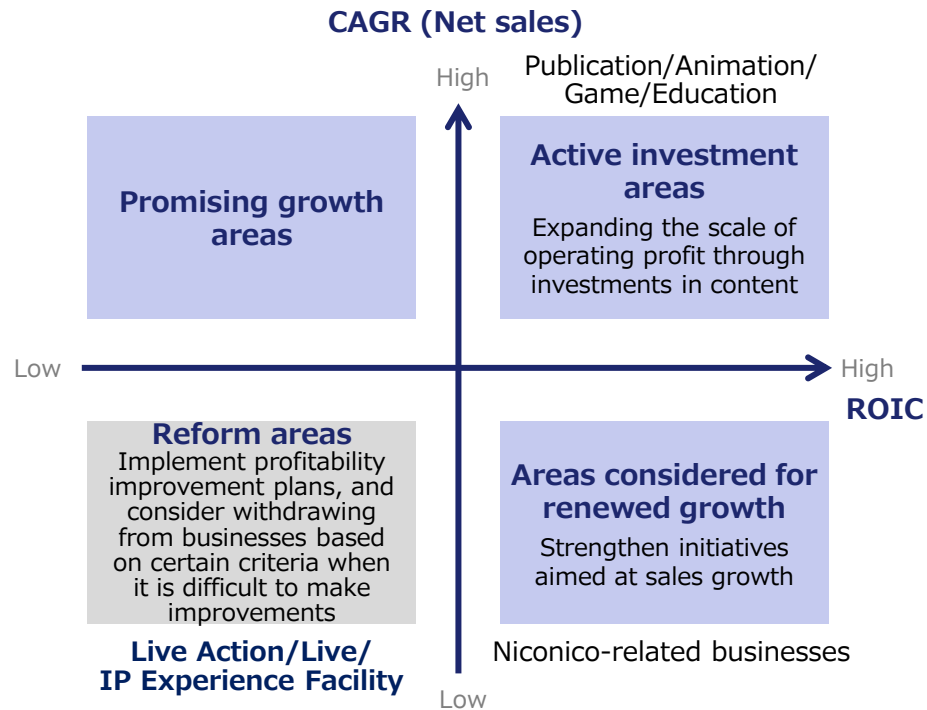 CAGR (Net sales)
High
Publication/Animation/
Game/Education
Promising growth
areas
Active investment
areas
Expanding the scale of
operating profit through
investments in content
Low
High
ROIC
Reform areas
Implement profitability
improvement plans, and
consider withdrawing
from businesses based
on certain criteria when
it is difficult to make
improvements
Areas considered for
renewed growth
Strengthen initiatives
aimed at sales growth
Live Action/Live/
IP Experience Facility
Niconico-related businesses
Low